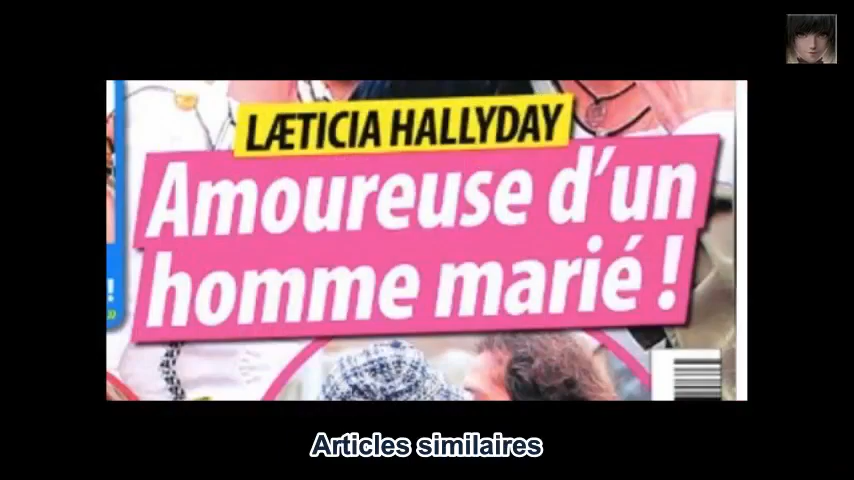 LÆTICIA HALLYDAY
Amoureuse d'un
homme marié !
!
Articles similaires